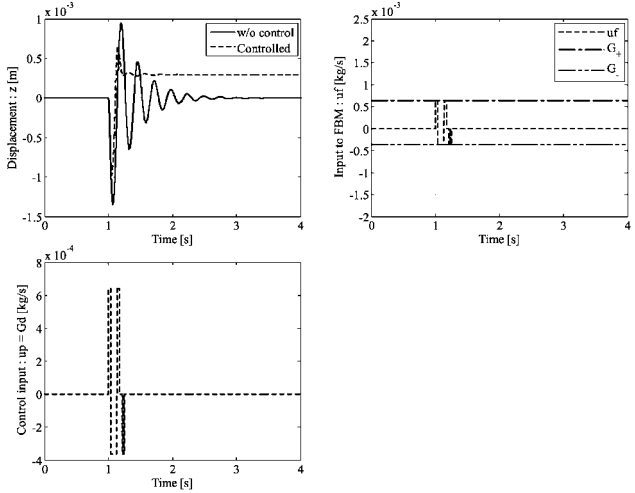 x 10⁻³
1
0.5
0
-0.5
-1
-1.5
Displacement : z [m]
w/o control
Controlled
0 1 2 3 4
Time [s]
x 10⁻³
2.5
2
1.5
1
0.5
0
-0.5
-1
-1.5
-2
Input to FBM : uf [kg/s]
uf
G₊
G₋
0 1 2 3 4
Time [s]
x 10⁻⁴
8
6
4
2
0
-2
-4
Control input : up = Gd [kg/s]
0 1 2 3 4
Time [s]